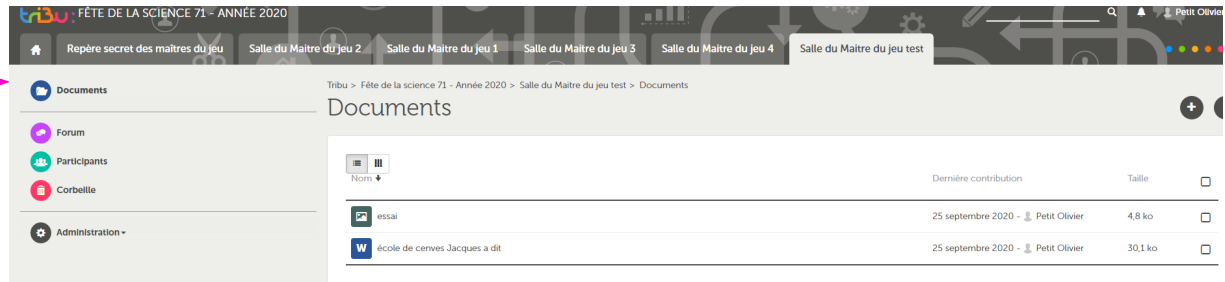 tribu : FÊTE DE LA SCIENCE 71 - ANNÉE 2020
Petit Olivier
Repère secret des maîtres du jeu
Salle du Maitre du jeu 2
Salle du Maitre du jeu 1
Salle du Maitre du jeu 3
Salle du Maitre du jeu 4
Salle du Maitre du jeu test
Documents
Forum
Participants
Corbeille
Administration
Tribu > Fête de la science 71 - Année 2020 > Salle du Maitre du jeu test > Documents
Documents
Nom Dernière contribution Taille
essai 25 septembre 2020 - Petit Olivier 4,8 ko
W école de cenves Jacques a dit 25 septembre 2020 - Petit Olivier 30,1 ko